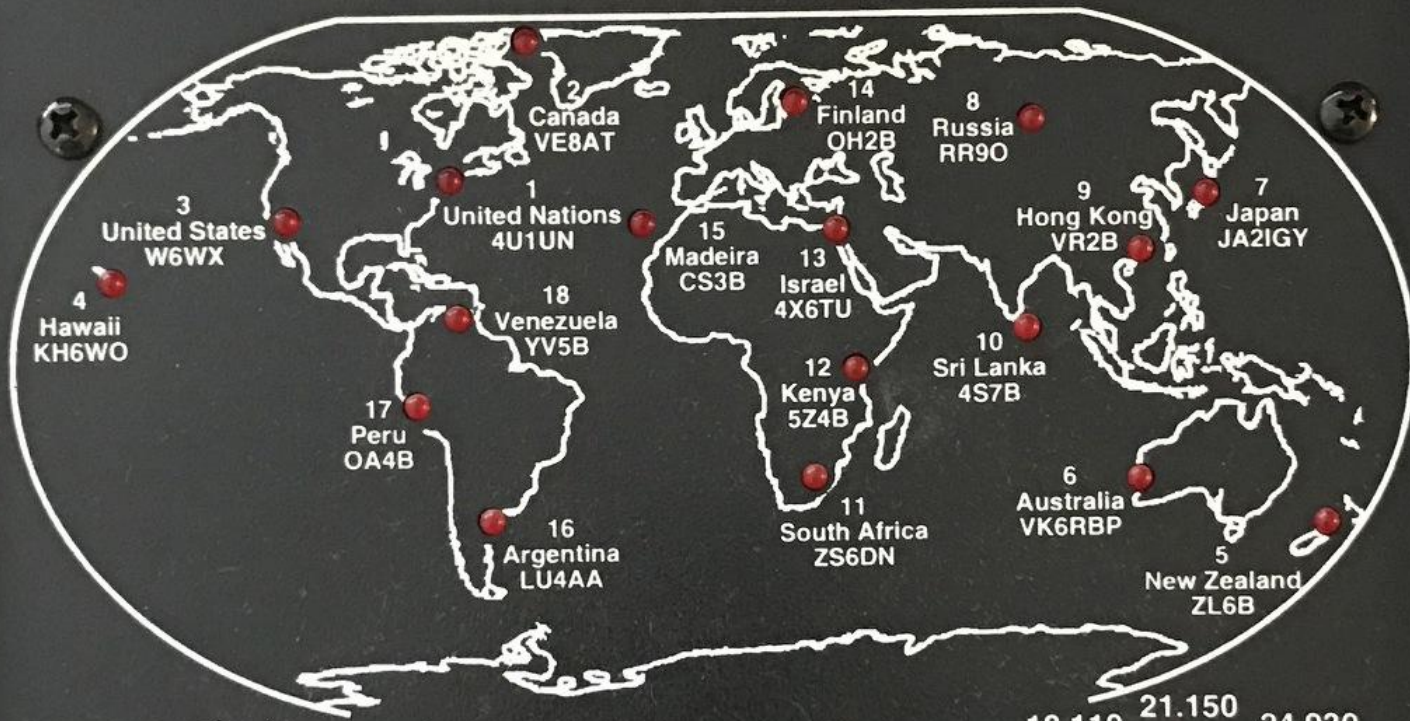 2
Canada
VE8AT
14
Finland
OH2B
8
Russia
RR9O
3
United States
W6WX
1
United Nations
4U1UN
15
Madeira
CS3B
13
Israel
4X6TU
9
Hong Kong
VR2B
7
Japan
JA2IGY
4
Hawaii
KH6WO
18
Venezuela
YV5B
10
Sri Lanka
4S7B
12
Kenya
5Z4B
17
Peru
OA4B
6
Australia
VK6RBP
11
South Africa
ZS6DN
16
Argentina
LU4AA
5
New Zealand
ZL6B
21.150